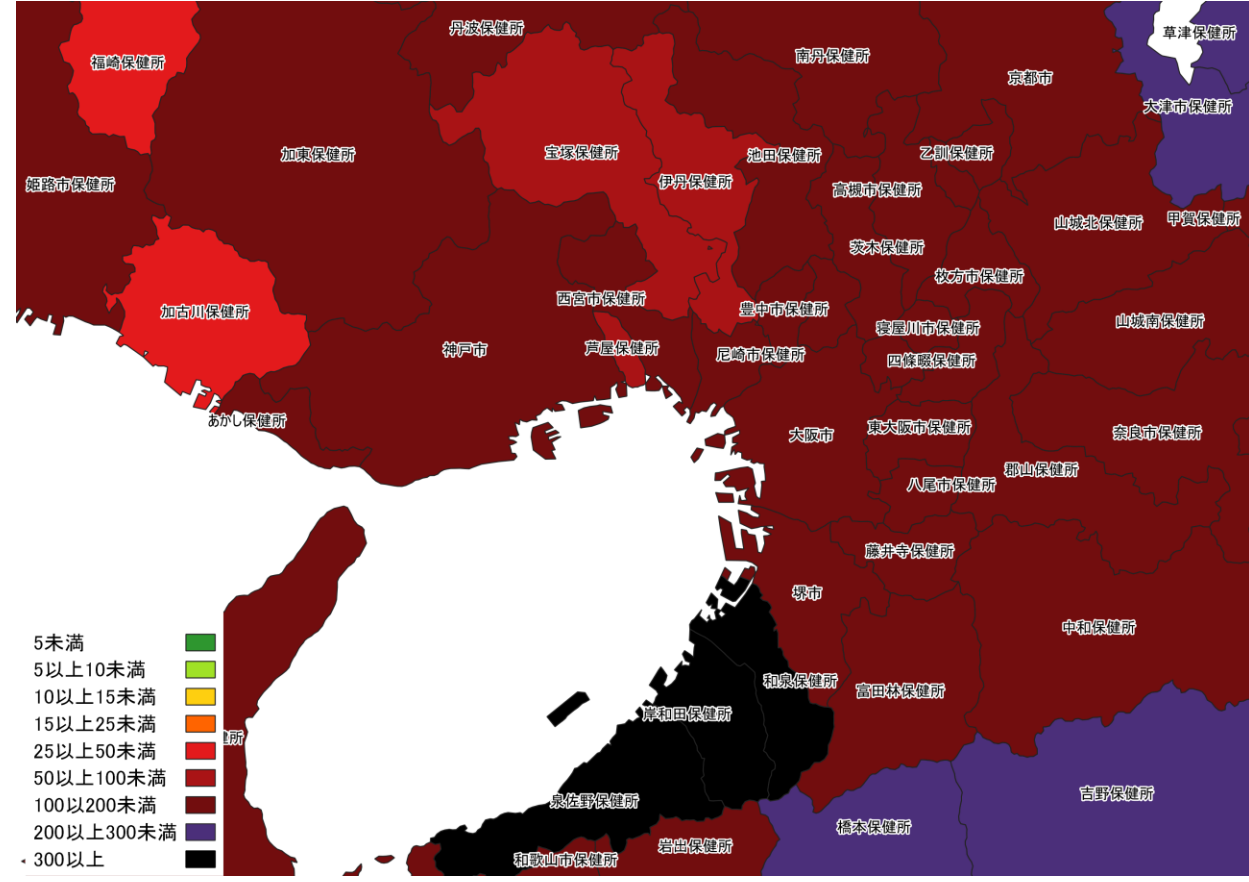 丹波保健所
草津保健所
福崎保健所
南丹保健所
京都市
大津市保健所
加東保健所
宝塚保健所
池田保健所
乙訓保健所
姫路市保健所
伊丹保健所
高槻市保健所
山城北保健所
甲賀保健所
茨木保健所
枚方市保健所
西宮市保健所
豊中市保健所
加古川保健所
山城南保健所
寝屋川市保健所
神戸市
芦屋保健所
尼崎市保健所
四條畷保健所
あかし保健所
大阪市
東大阪市保健所
奈良市保健所
郡山保健所
八尾市保健所
藤井寺保健所
堺市
中和保健所
和泉保健所
富田林保健所
岸和田保健所
健所
泉佐野保健所
吉野保健所
橋本保健所
岩出保健所
和歌山市保健所
5未満
5以上10未満
10以上15未満
15以上25未満
25以上50未満
50以上100未満
100以200未満
200以上300未満
300以上